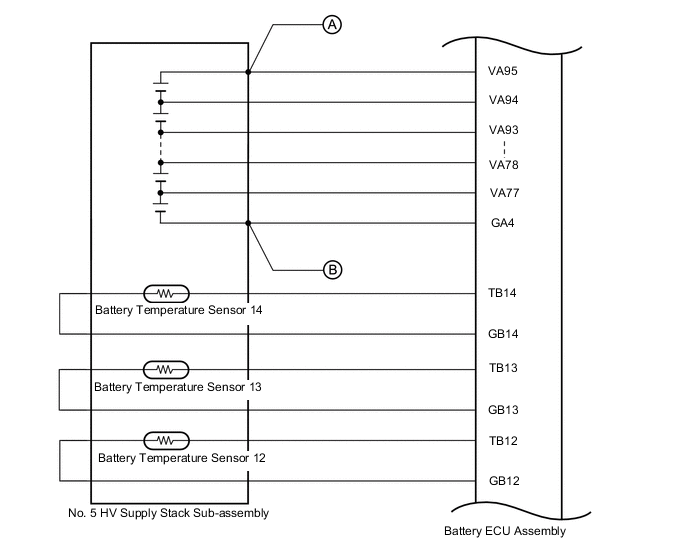 A
VA95
VA94
VA93
VA78
VA77
GA4
B
TB14
Battery Temperature Sensor 14
GB14
TB13
Battery Temperature Sensor 13
GB13
TB12
Battery Temperature Sensor 12
GB12
No. 5 HV Supply Stack Sub-assembly
Battery ECU Assembly